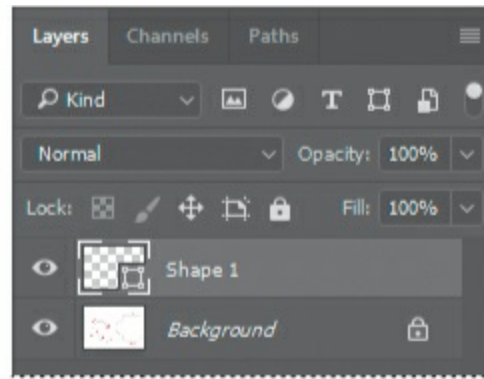 Layers Channels Paths
Kind
Normal Opacity: 100%
Lock: Fill: 100%
Shape 1
Background